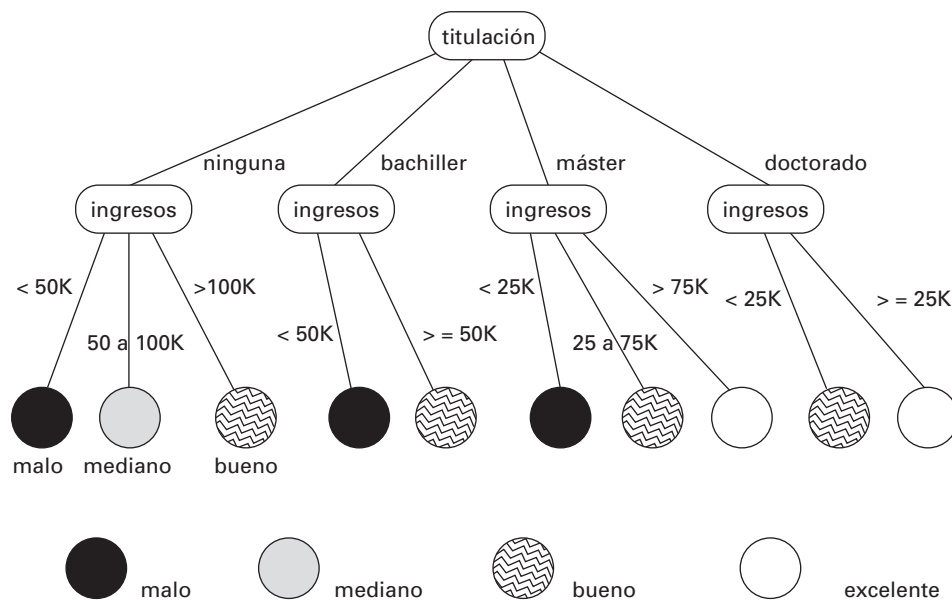 titulación
ninguna bachiller máster doctorado
ingresos ingresos ingresos ingresos
< 50K >100K < 25K > 75K < 25K > = 25K
50 a 100K < 50K > = 50K 25 a 75K
malo mediano bueno
malo mediano bueno excelente